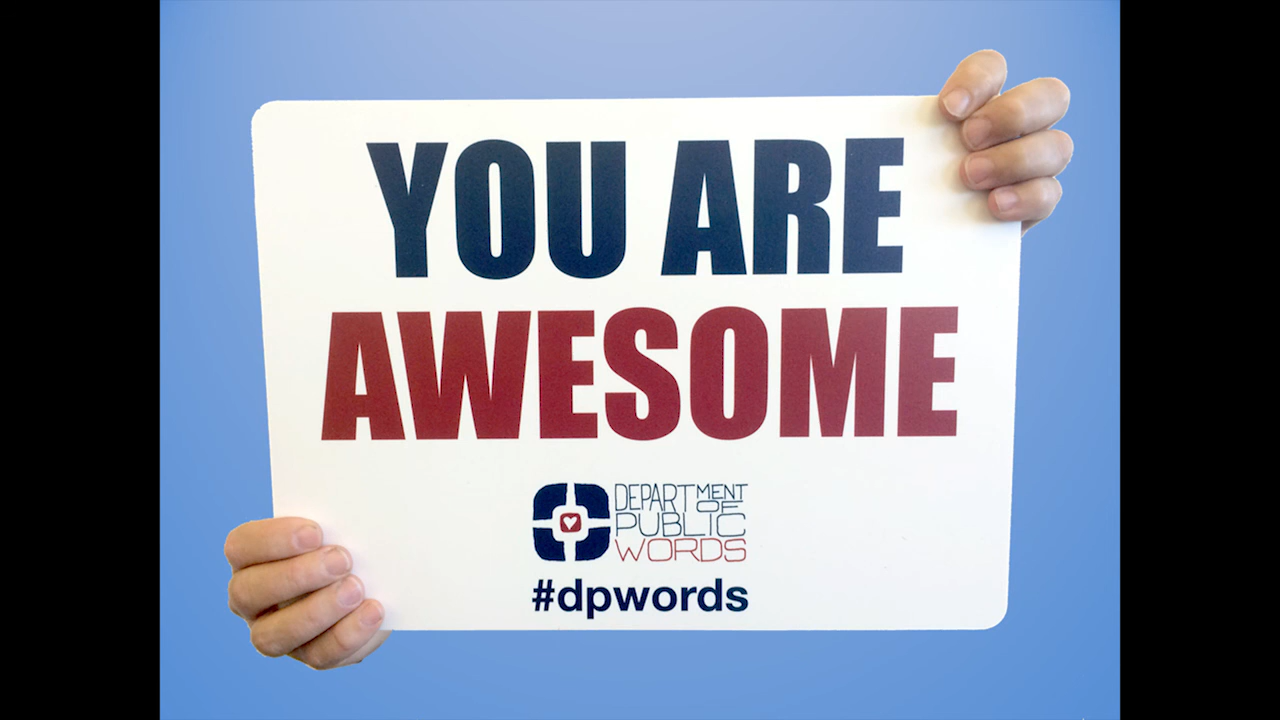 YOU ARE
AWESOME
DEPARTMENT
OF
PUBLIC
WORDS
#dpwords